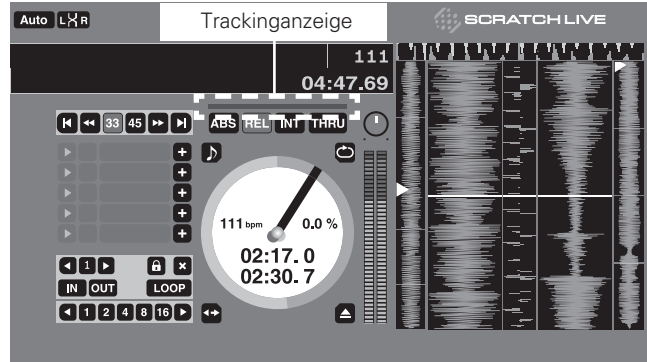 Auto L R
Trackinganzeige
SCRATCH LIVE
111
04:47.69
33 45
ABS REL INT THRU
111 bpm 0.0 %
02:17.0
02:30.7
1
IN OUT LOOP
1 2 4 8 16